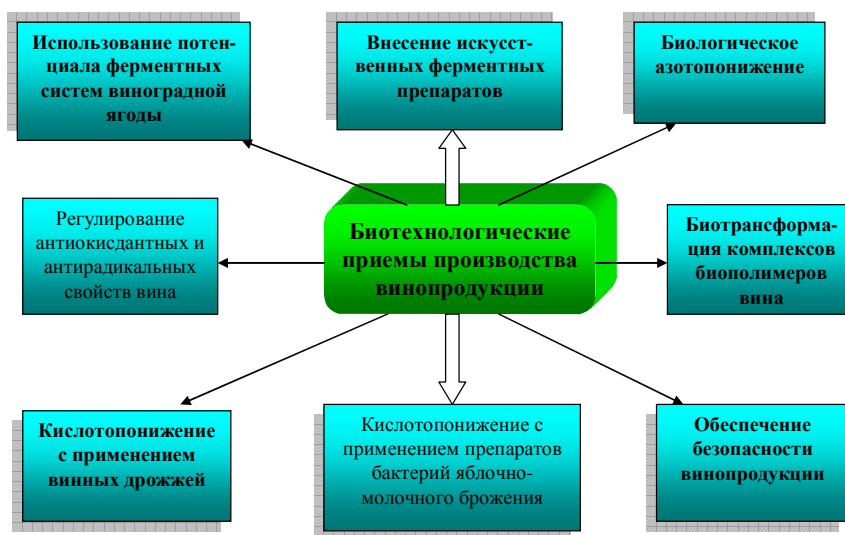 Использование потен-
циала ферментных
систем виноградной
ягоды
Внесение искусст-
венных ферментных
препаратов
Биологическое
азотопонижение
Регулирование
антиокисдантных и
антирадикальных
свойств вина
Биотехнологические
приемы производства
винопродукции
Биотрансформа-
ция комплексов
биополимеров
вина
Кислотопонижение
с применением
винных дрожжей
Кислотопонижение с
применением препаратов
бактерий яблочно-
молочного брожения
Обеспечение
безопасности
винопродукции